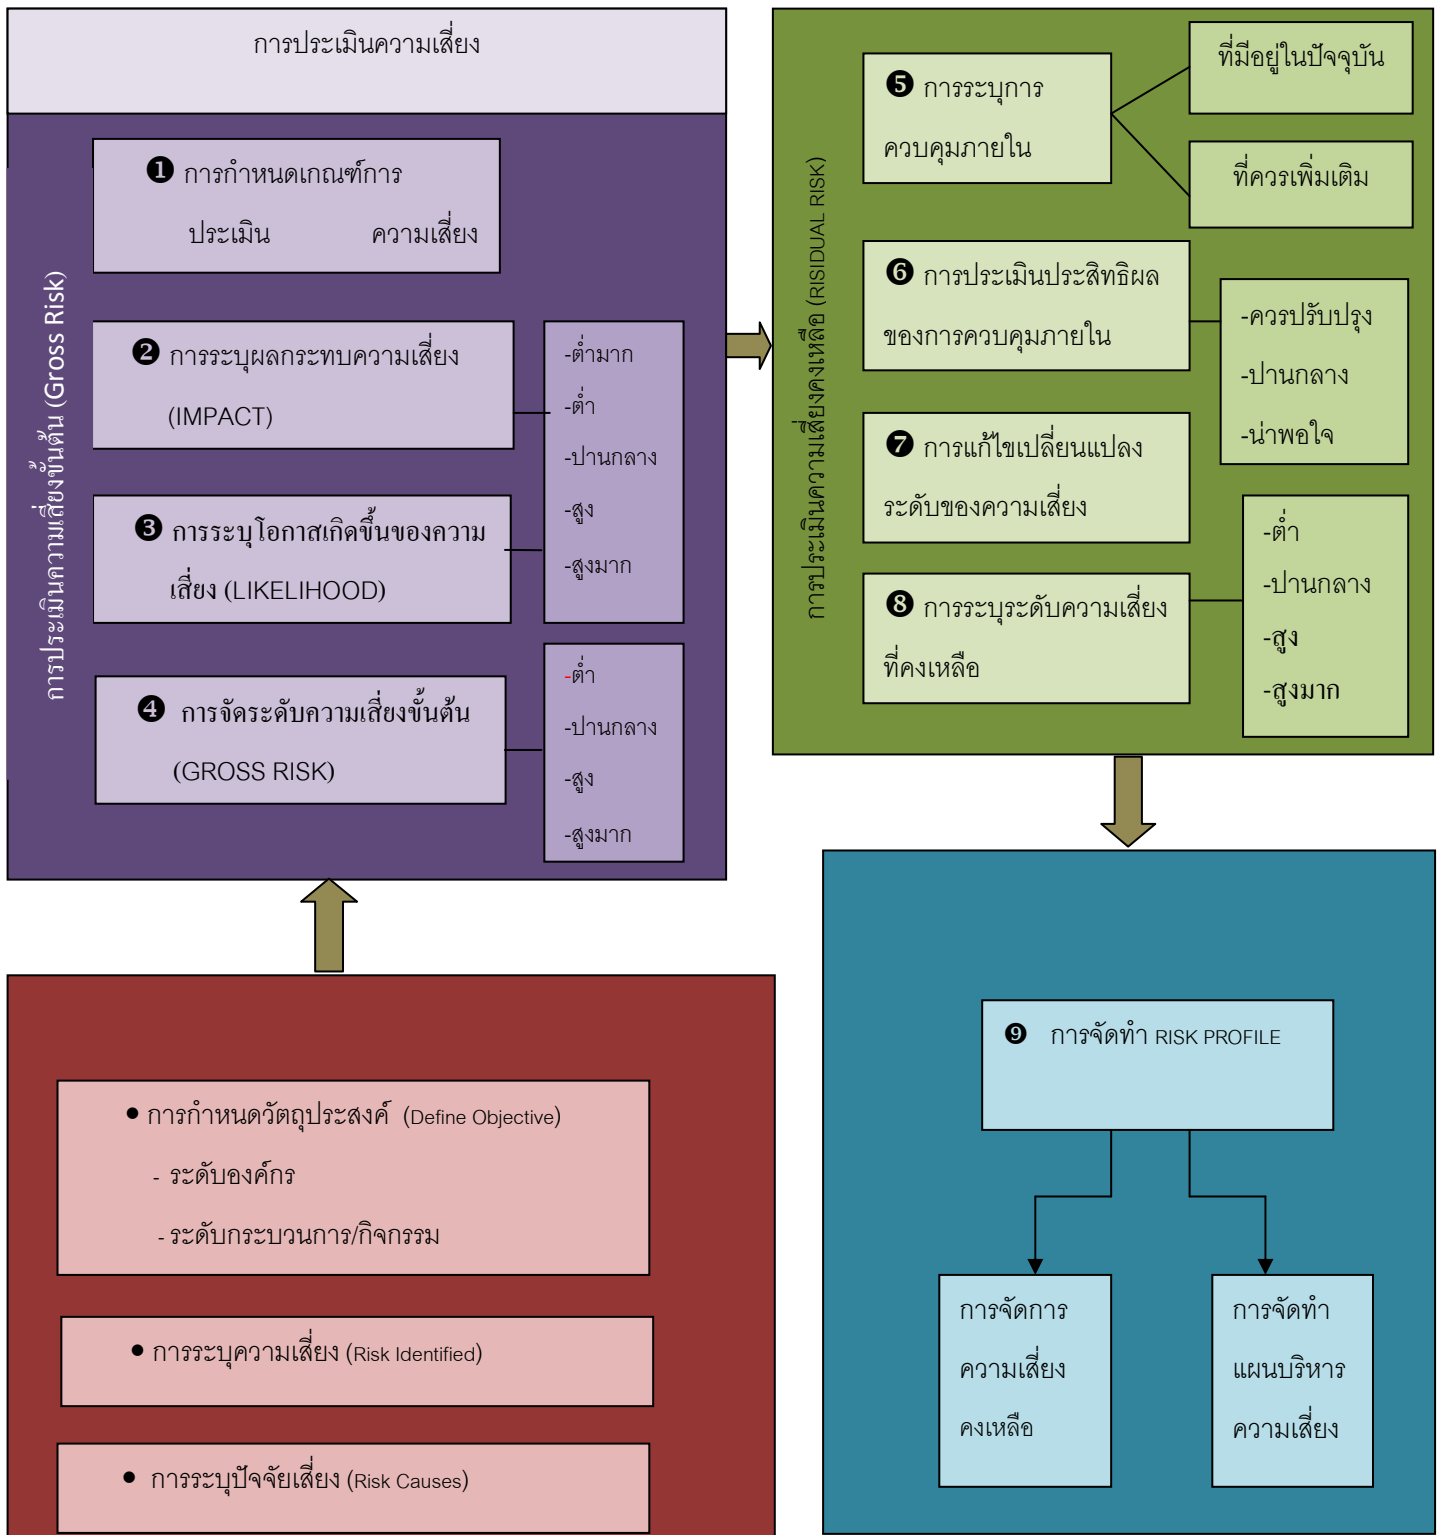 การประเมินความเสี่ยง
การประเมินความเสี่ยงขั้นต้น (Gross Risk)
❶ การกำหนดเกณฑ์การ
ประเมิน ความเสี่ยง
❷ การระบุผลกระทบความเสี่ยง
(IMPACT)
❸ การระบุโอกาสเกิดขึ้นของความ
เสี่ยง (LIKELIHOOD)
-ต่ำมาก
-ต่ำ
-ปานกลาง
-สูง
-สูงมาก
❹ การจัดระดับความเสี่ยงขั้นต้น
(GROSS RISK)
-ต่ำ
-ปานกลาง
-สูง
-สูงมาก
การประเมินความเสี่ยงคงเหลือ (RISIDUAL RISK)
❺ การระบุการ
ควบคุมภายใน
ที่มีอยู่ในปัจจุบัน
ที่ควรเพิ่มเติม
❻ การประเมินประสิทธิผล
ของการควบคุมภายใน
-ควรปรับปรุง
-ปานกลาง
-น่าพอใจ
❼ การแก้ไขเปลี่ยนแปลง
ระดับของความเสี่ยง
❽ การระบุระดับความเสี่ยง
ที่คงเหลือ
-ต่ำ
-ปานกลาง
-สูง
-สูงมาก
• การกำหนดวัตถุประสงค์ (Define Objective)
- ระดับองค์กร
- ระดับกระบวนการ/กิจกรรม
• การระบุความเสี่ยง (Risk Identified)
• การระบุปัจจัยเสี่ยง (Risk Causes)
❾ การจัดทำ RISK PROFILE
การจัดการ
ความเสี่ยง
คงเหลือ
การจัดทำ
แผนบริหาร
ความเสี่ยง